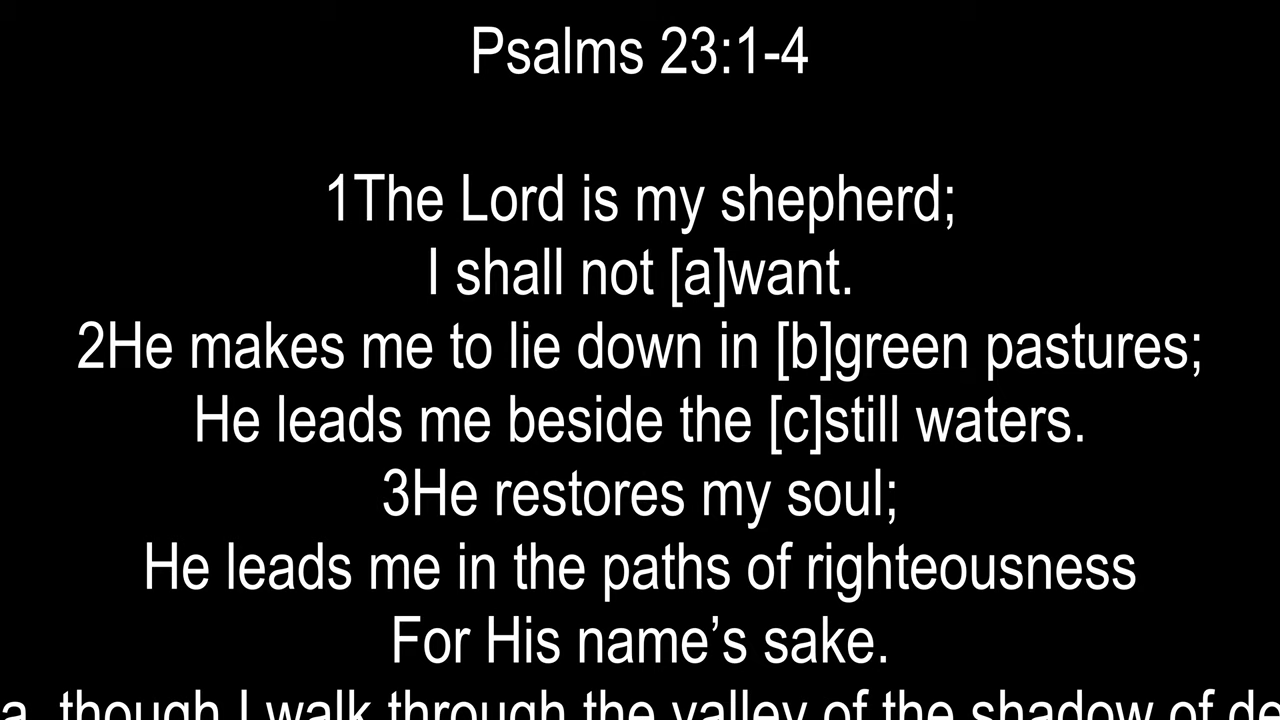 Psalms 23:1-4
1The Lord is my shepherd;
I shall not [a]want.
2He makes me to lie down in [b]green pastures;
He leads me beside the [c]still waters.
3He restores my soul;
He leads me in the paths of righteousness
For His name’s sake.
a, though I walk through the valley of the shadow of de